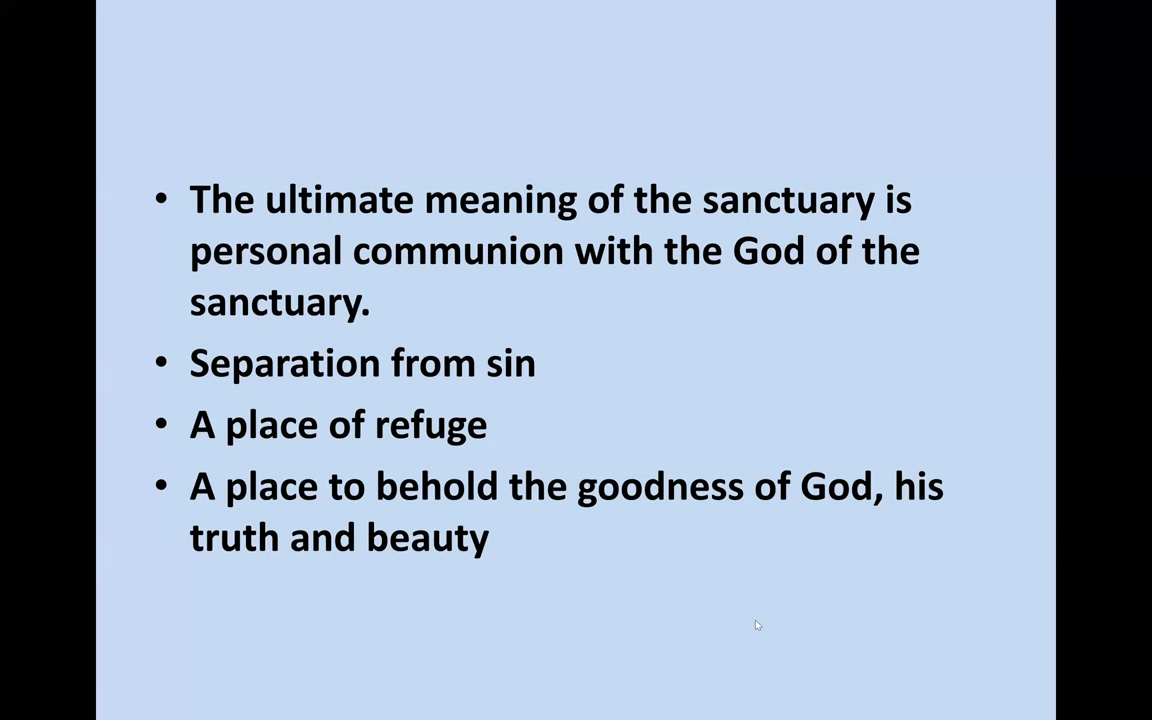 • The ultimate meaning of the sanctuary is
personal communion with the God of the
sanctuary.
• Separation from sin
• A place of refuge
• A place to behold the goodness of God, his
truth and beauty